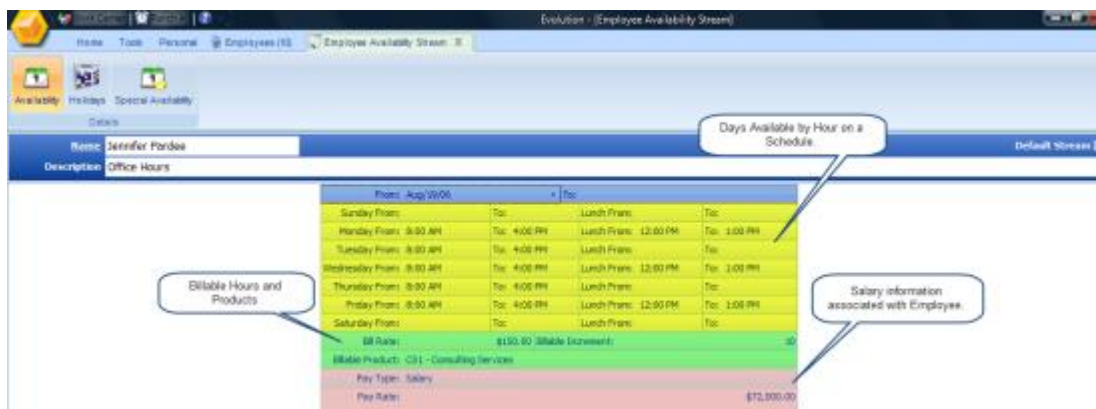 Evolution - [Employee Availability Stream]
Home Tools Personal Employees (10) Employee Availability Stream X
Availability Holidays Special Availability
Details
Name Jennifer Pardee Default Stream
Description Office Hours
Days Available by Hour on a
Schedule.
From: Aug/19/06 To:
Sunday From: To: Lunch From: To:
Monday From: 8:00 AM To: 4:00 PM Lunch From: 12:00 PM To: 1:00 PM
Tuesday From: 8:00 AM To: 4:00 PM Lunch From: To:
Wednesday From: 8:00 AM To: 4:00 PM Lunch From: 12:00 PM To: 1:00 PM
Thursday From: 8:00 AM To: 4:00 PM Lunch From: To:
Friday From: 8:00 AM To: 4:00 PM Lunch From: 12:00 PM To: 1:00 PM
Saturday From: To: Lunch From: To:
Billable Hours and
Products
Salary information
associated with Employee.
Bill Rate: $150.00 Billable Increment: 10
Billable Product: CS1 - Consulting Services
Pay Type: Salary
Pay Rate: $72,000.00